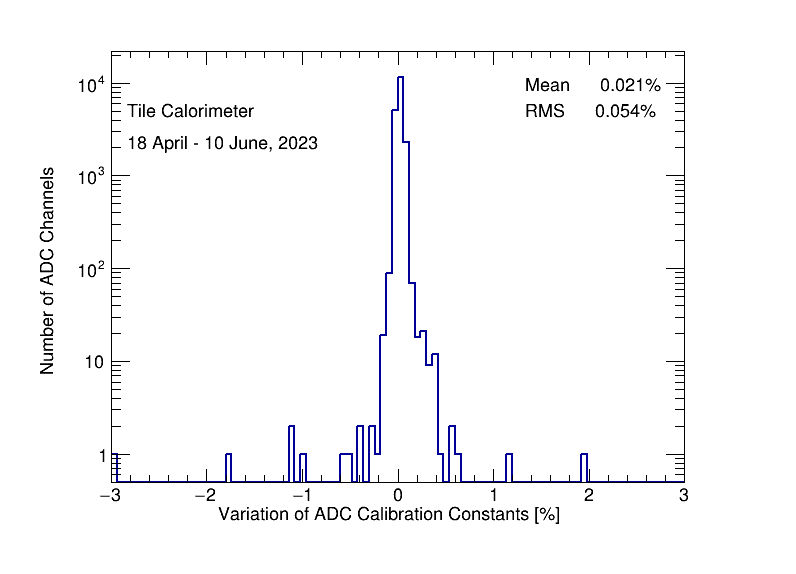 10⁴
10³
10²
10
1
Number of ADC Channels
Tile Calorimeter
18 April - 10 June, 2023
Mean 0.021%
RMS 0.054%
−3 −2 −1 0 1 2 3
Variation of ADC Calibration Constants [%]